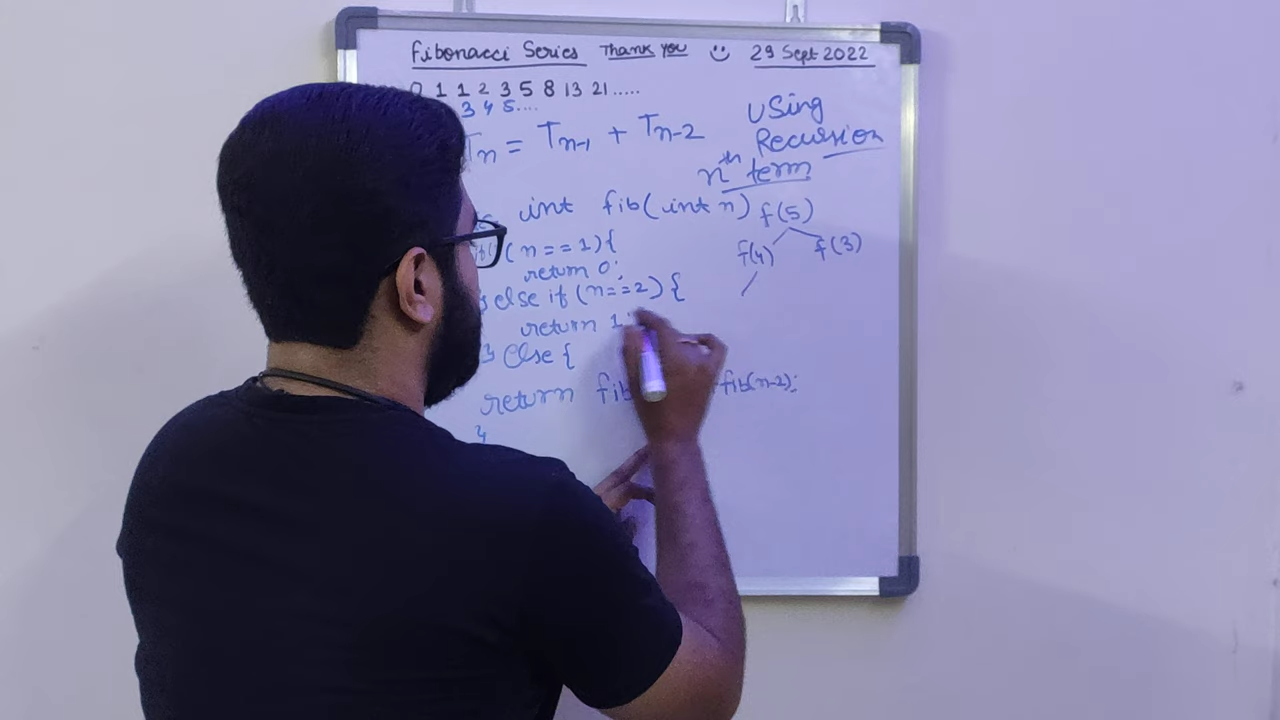 Fibonacci Series Thank you 29 Sept 2022
0 1 1 2 3 5 8 13 21.....
3 4 5....
Using
Recursion
nth term
Tn = Tn-1 + Tn-2
int fib(int n)
(n==1){
return 0;
} else if (n==2) {
return 1;
} else {
return fib fib(n-2);
}
f(5)
f(4) f(3)